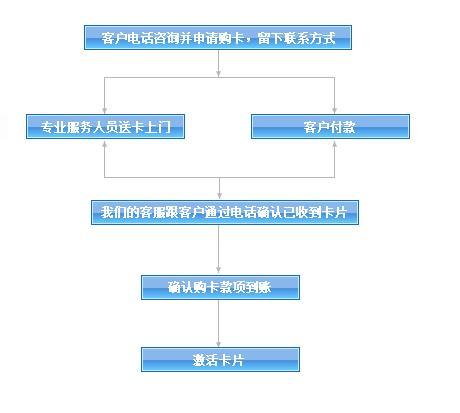 客户电话咨询并申请购卡，留下联系方式
专业服务人员送卡上门
客户付款
我们的客服跟客户通过电话确认已收到卡片
确认购卡款项到账
激活卡片